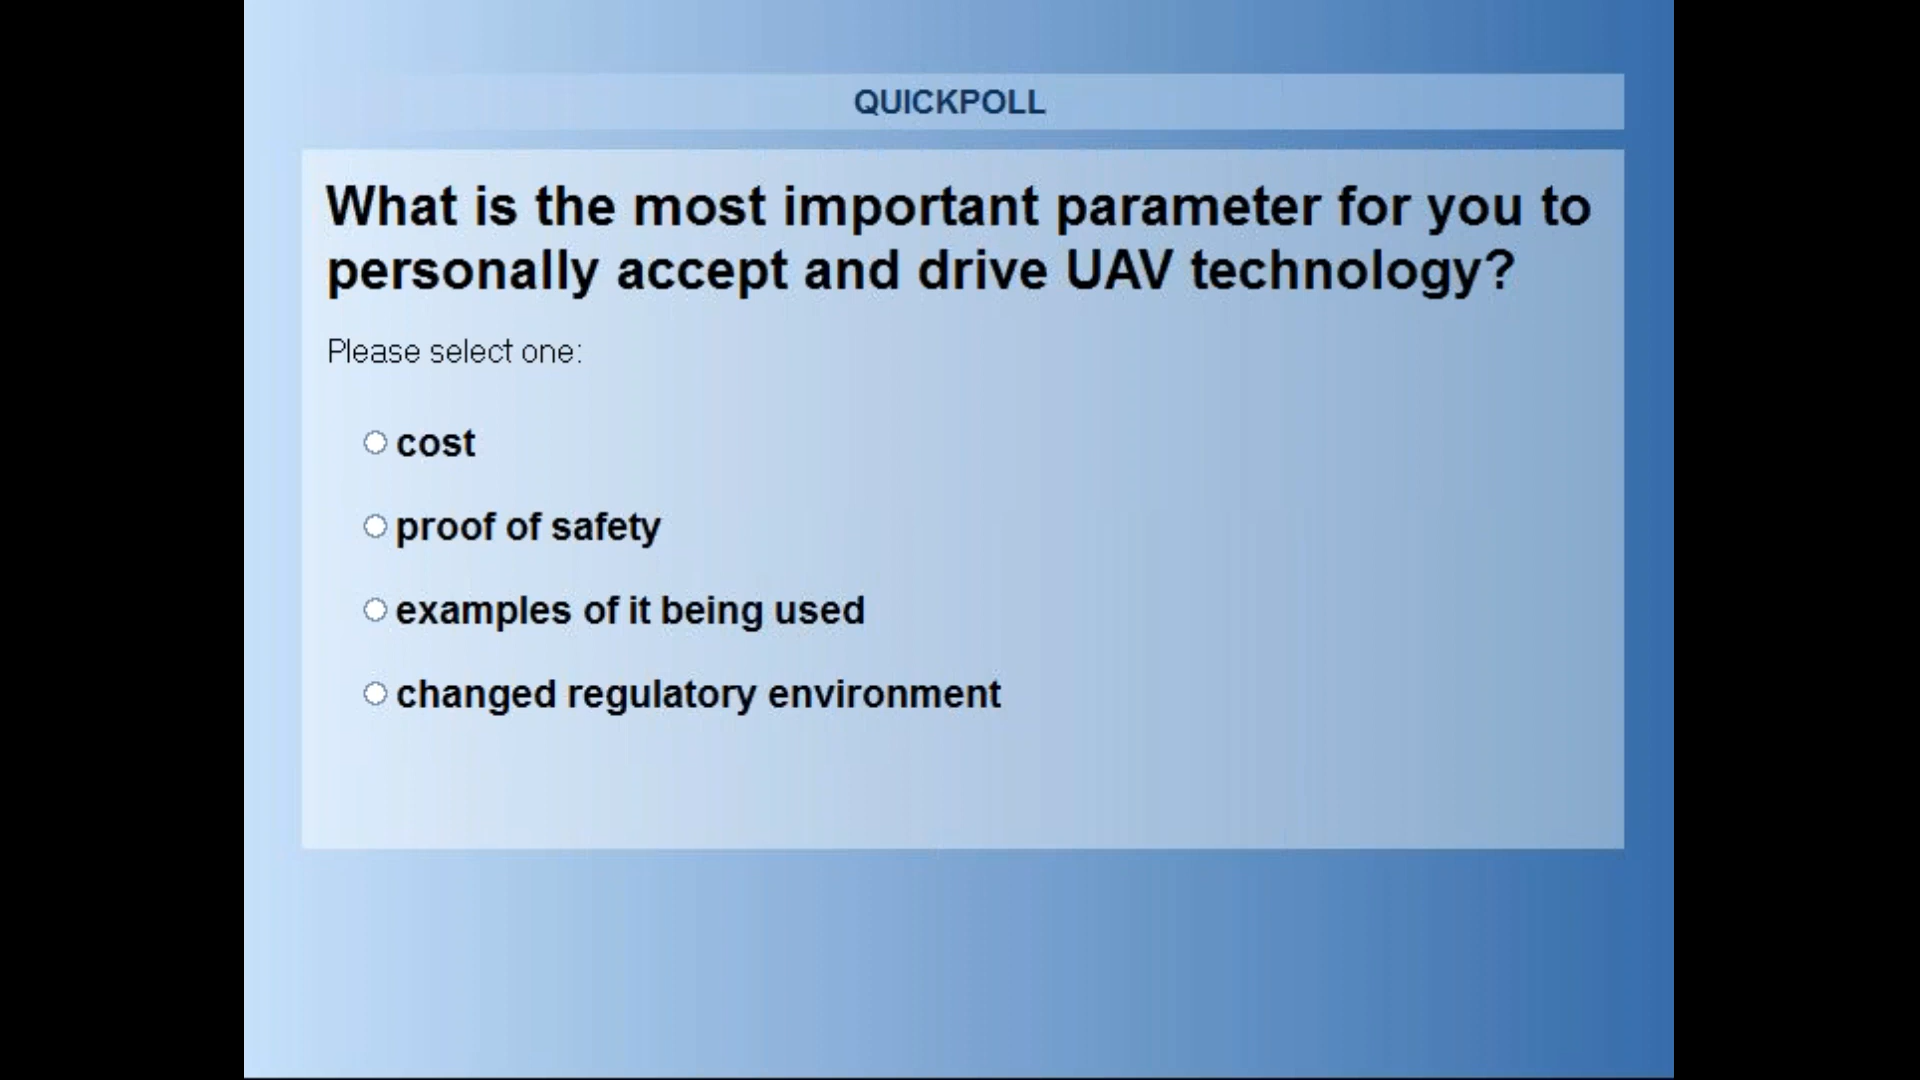 QUICKPOLL
What is the most important parameter for you to
personally accept and drive UAV technology?
Please select one:
cost
proof of safety
examples of it being used
changed regulatory environment